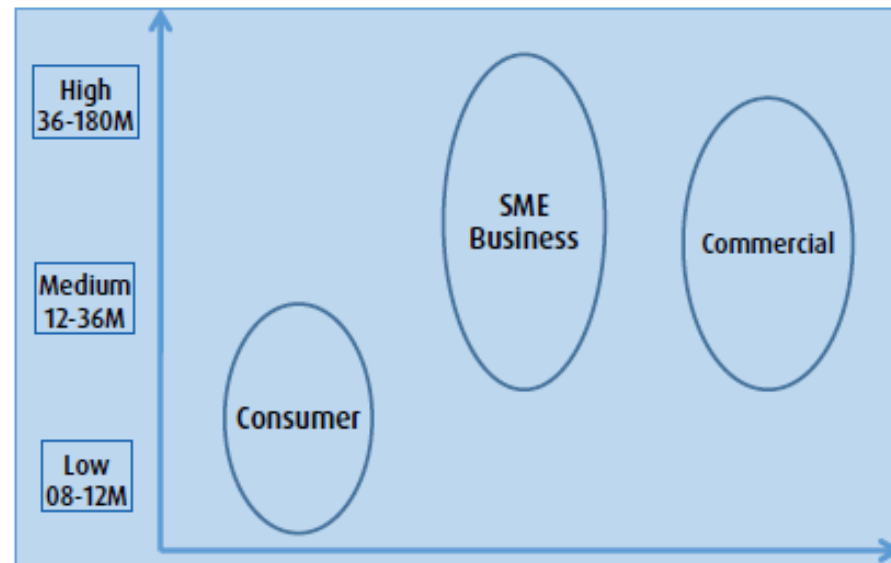 High
36-180M
SME
Business
Commercial
Medium
12-36M
Consumer
Low
08-12M